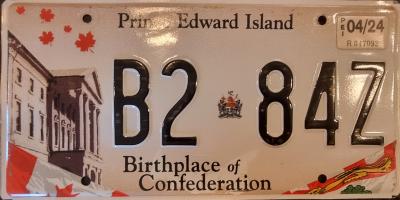 Prince Edward Island
04/24
B2 84Z
Birthplace of
Confederation